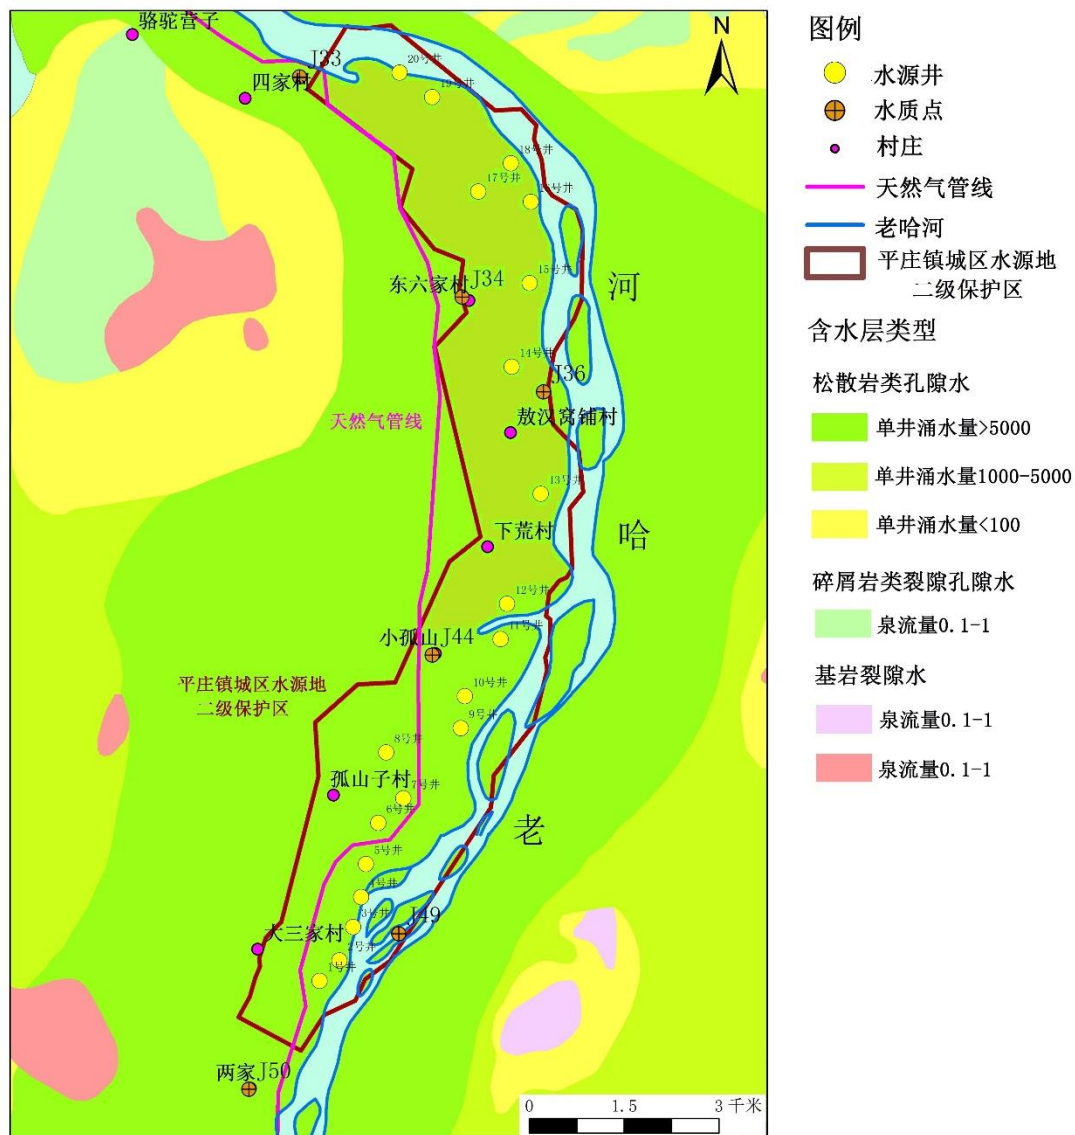 骆驼营子
J33
四家村
20号井
19号井
18号井
17号井
16号井
15号井
东六家村
J34
14号井
J36
天然气管线
敖汉窝铺村
13号井
下荒村
12号井
11号井
小孤山
J44
平庄镇城区水源地
二级保护区
10号井
9号井
8号井
孤山子村
7号井
6号井
5号井
4号井
3号井
J49
大三家村
2号井
1号井
两家
J50
河
哈
老
N
0 1.5 3 千米
图例
水源井
水质点
村庄
天然气管线
老哈河
平庄镇城区水源地
二级保护区
含水层类型
松散岩类孔隙水
单井涌水量>5000
单井涌水量1000-5000
单井涌水量<100
碎屑岩类裂隙孔隙水
泉流量0.1-1
基岩裂隙水
泉流量0.1-1
泉流量0.1-1